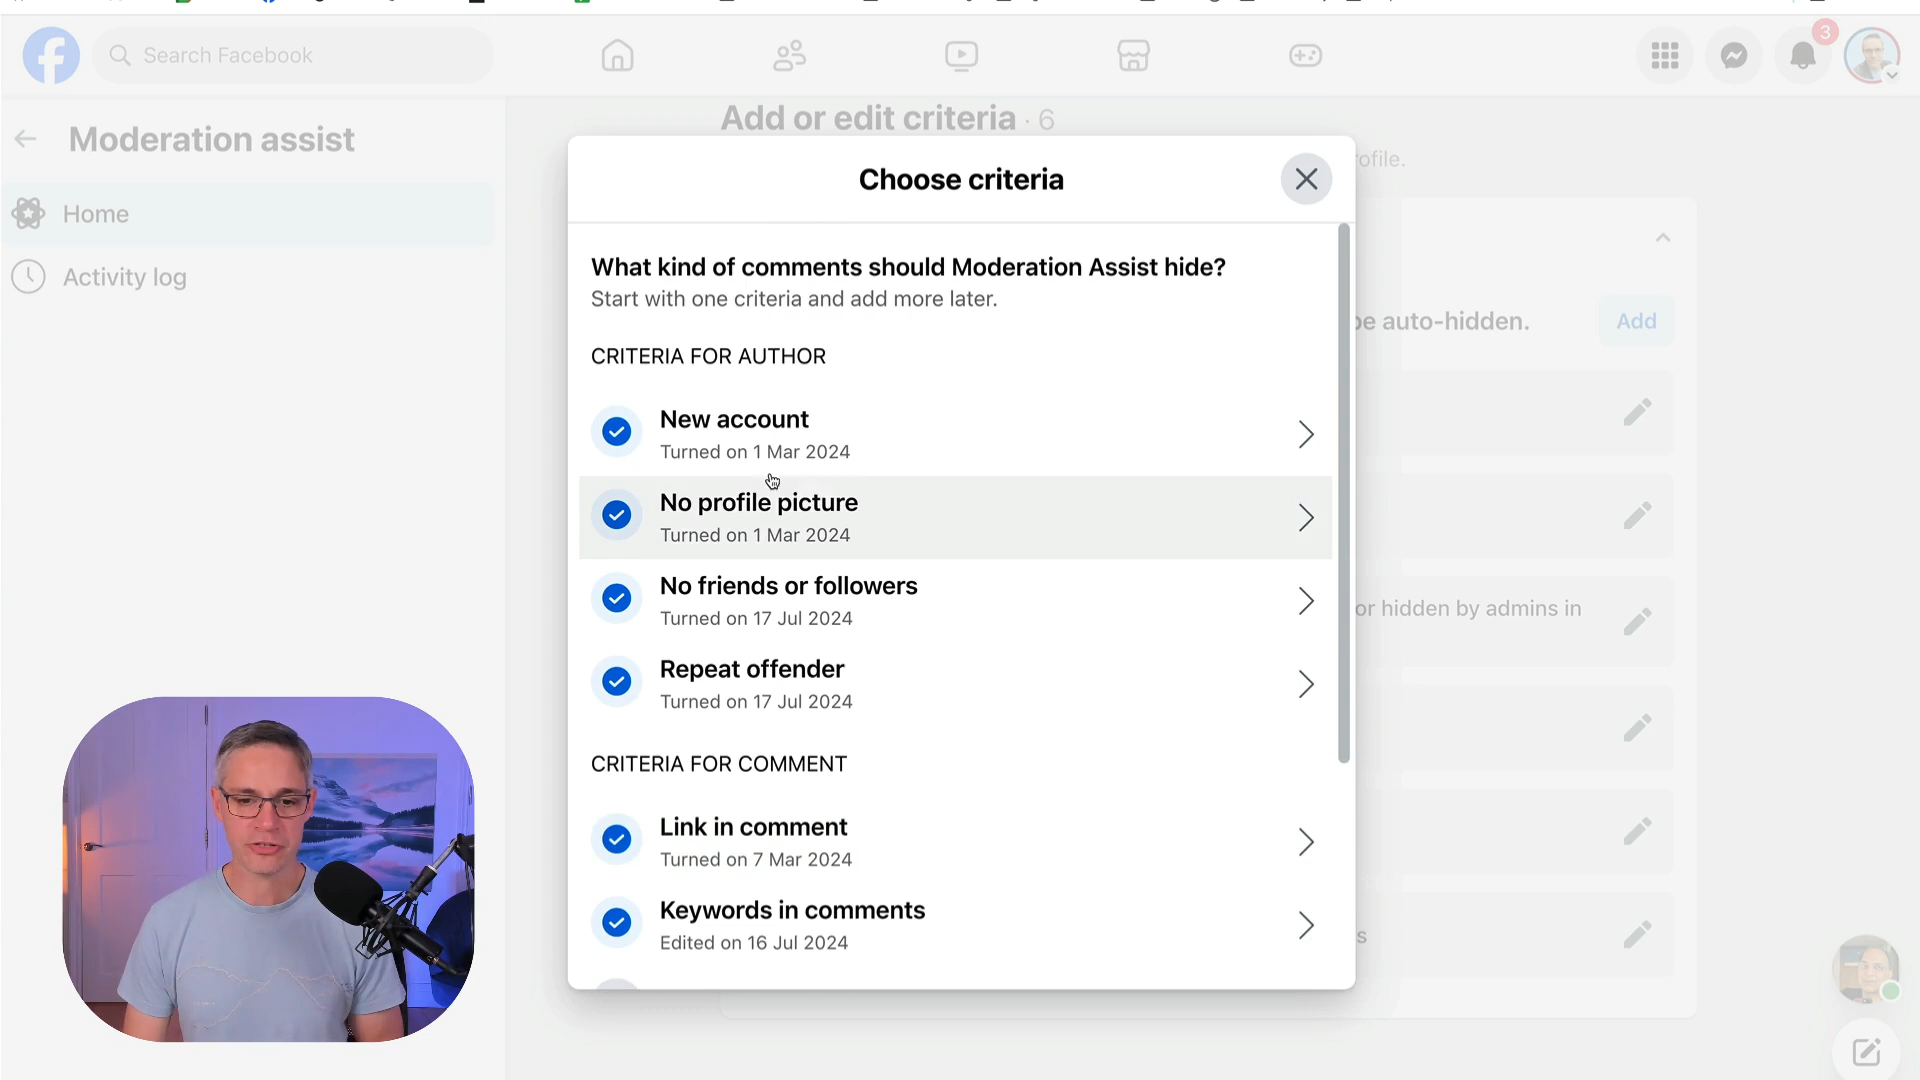 Search Facebook
3
Moderation assist
Home
Activity log
Add or edit criteria · 6
ofile.
be auto-hidden.
Add
or hidden by admins in
s
Choose criteria
What kind of comments should Moderation Assist hide?
Start with one criteria and add more later.
CRITERIA FOR AUTHOR
New account
Turned on 1 Mar 2024
No profile picture
Turned on 1 Mar 2024
No friends or followers
Turned on 17 Jul 2024
Repeat offender
Turned on 17 Jul 2024
CRITERIA FOR COMMENT
Link in comment
Turned on 7 Mar 2024
Keywords in comments
Edited on 16 Jul 2024